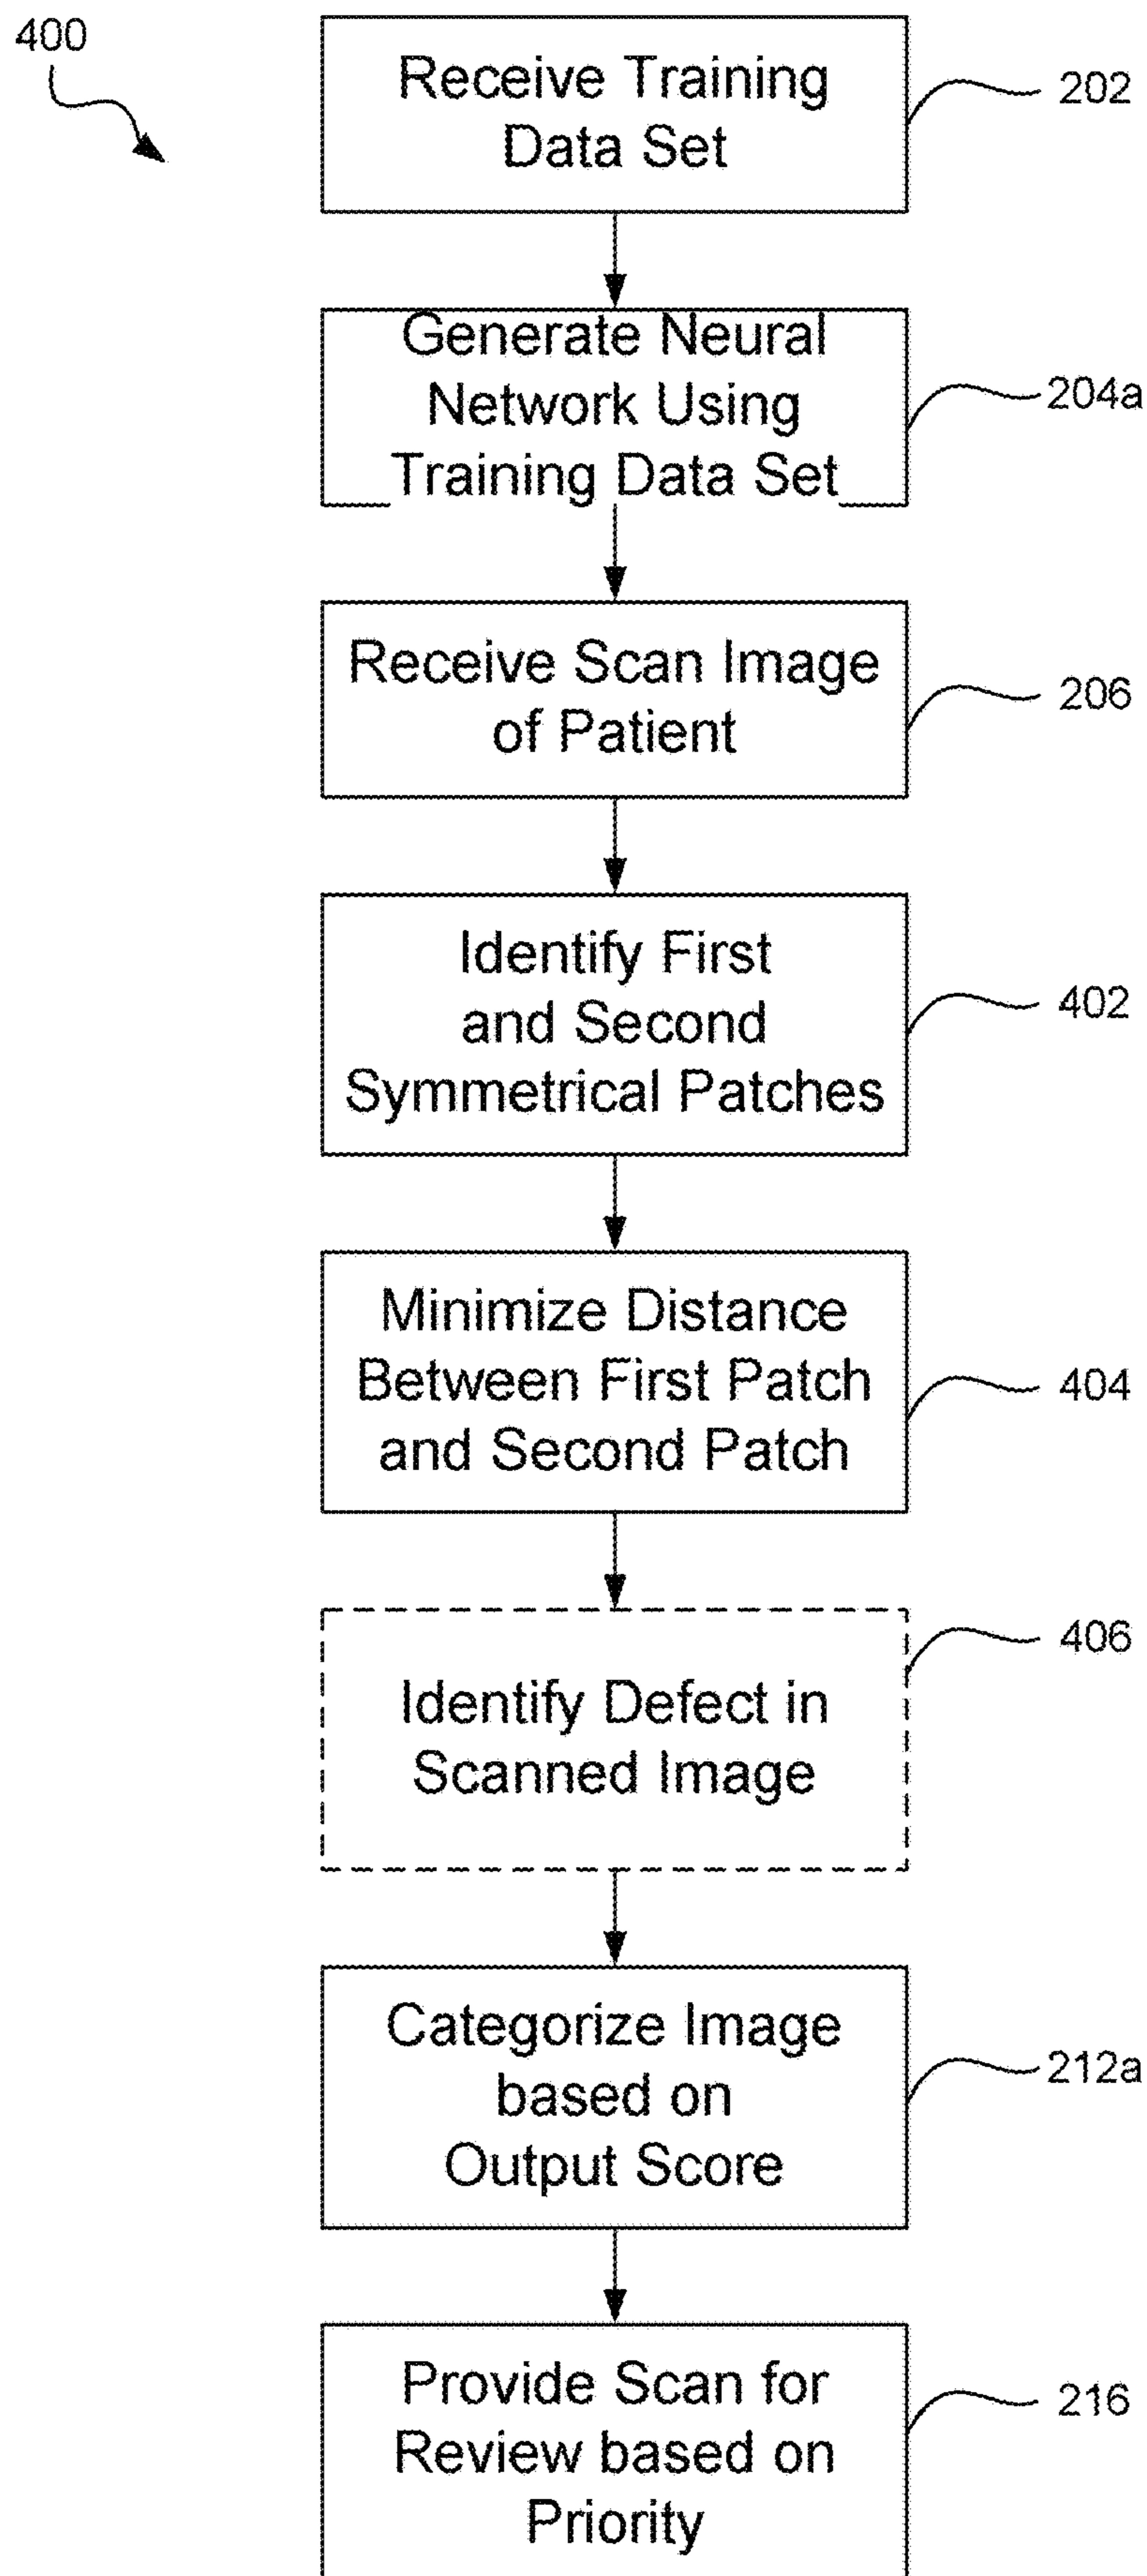 400
Receive Training
Data Set
202
Generate Neural
Network Using
Training Data Set
204a
Receive Scan Image
of Patient
206
Identify First
and Second
Symmetrical Patches
402
Minimize Distance
Between First Patch
and Second Patch
404
Identify Defect in
Scanned Image
406
Categorize Image
based on
Output Score
212a
Provide Scan for
Review based on
Priority
216